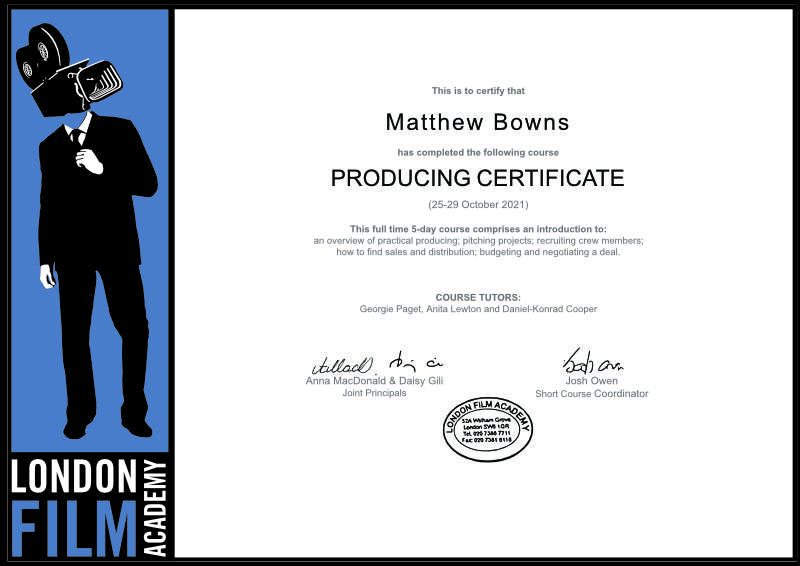 This is to certify that
Matthew Bowns
has completed the following course
PRODUCING CERTIFICATE
(25-29 October 2021)
This full time 5-day course comprises an introduction to:
an overview of practical producing; pitching projects; recruiting crew members;
how to find sales and distribution; budgeting and negotiating a deal.
COURSE TUTORS:
Georgie Paget, Anita Lewton and Daniel-Konrad Cooper
Anna MacDonald & Daisy Gili
Joint Principals
Josh Owen
Short Course Coordinator
LONDON FILM ACADEMY
52A Walham Grove
London SW6 1QR
Tel. 020 7386 7711
Fax: 020 7381 6116
LONDON
FILM
ACADEMY